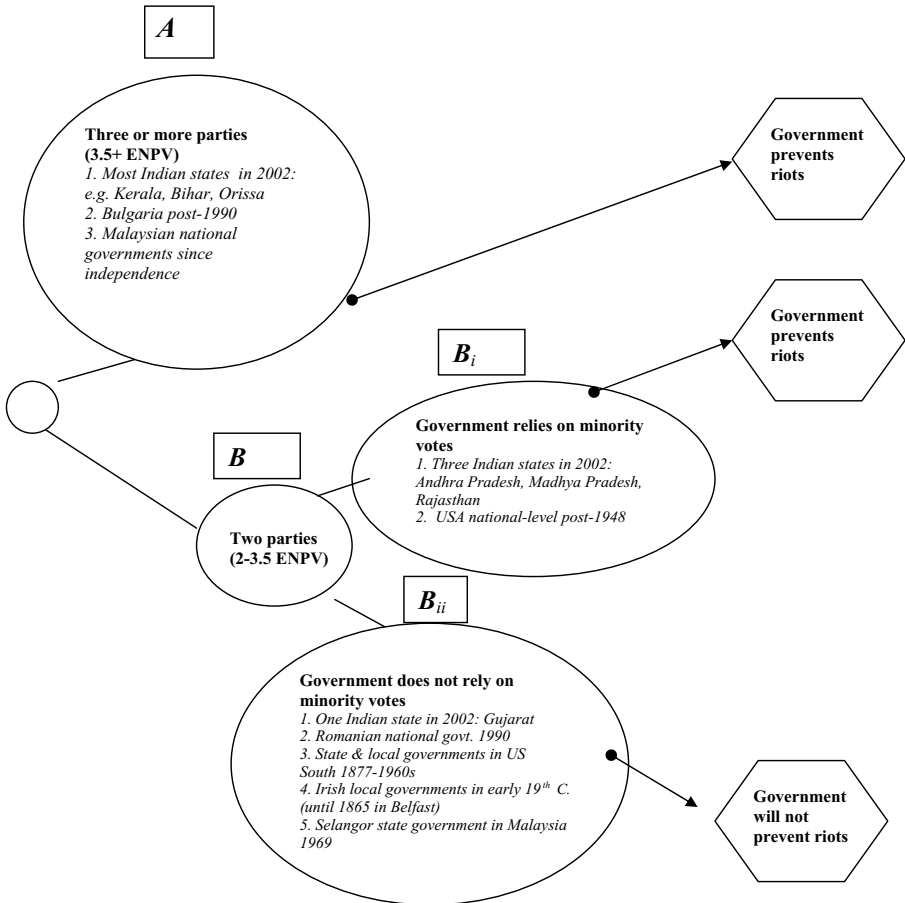 A
Three or more parties
(3.5+ ENPV)
1. Most Indian states in 2002:
e.g. Kerala, Bihar, Orissa
2. Bulgaria post-1990
3. Malaysian national
governments since
independence
Government
prevents
riots
Government
prevents
riots
B i
Government relies on minority
votes
1. Three Indian states in 2002:
Andhra Pradesh, Madhya Pradesh,
Rajasthan
2. USA national-level post-1948
B
Two parties
(2-3.5 ENPV)
B ii
Government does not rely on
minority votes
1. One Indian state in 2002: Gujarat
2. Romanian national govt. 1990
3. State & local governments in US
South 1877-1960s
4. Irish local governments in early 19th C.
(until 1865 in Belfast)
5. Selangor state government in Malaysia
1969
Government
will not
prevent riots